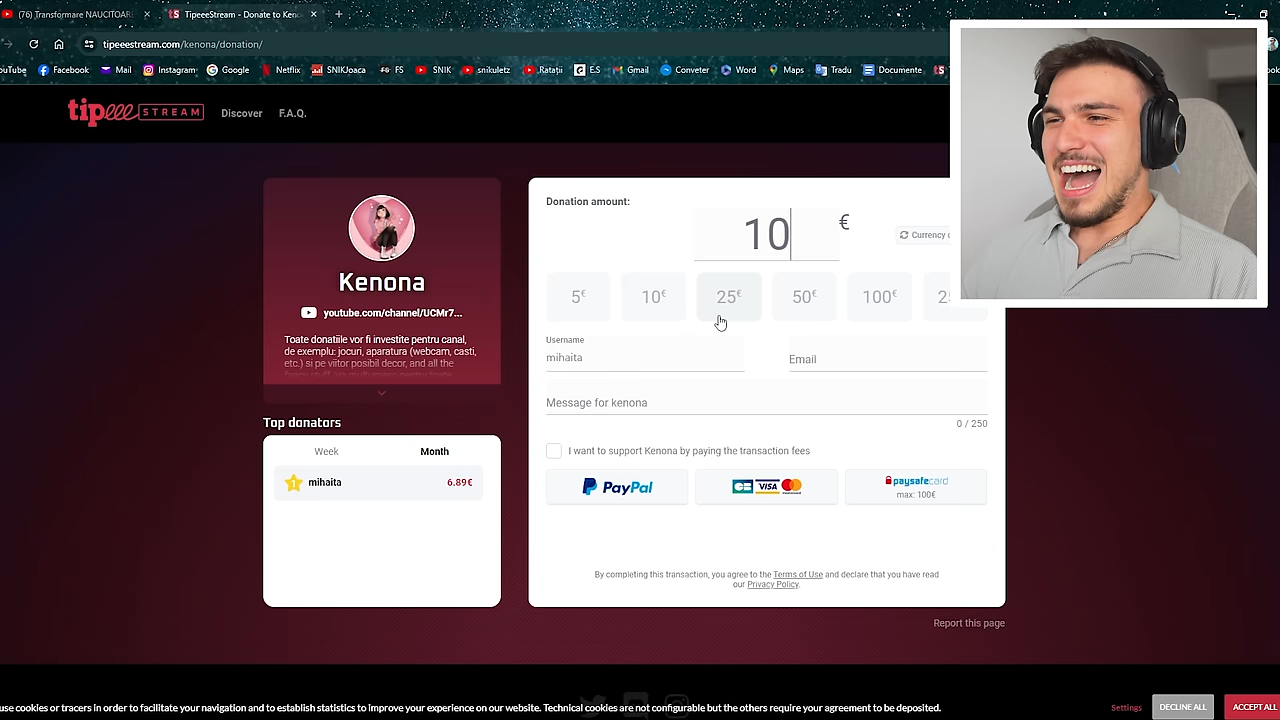 (76) Transformare NAUCITOAR
TipeeeStream - Donate to Keno
tipeeestream.com/kenona/donation/
ouTube
Facebook
Mail
Instagram
Google
Netflix
SNIKJoaca
FS
SNIK
snikuletz
Ratații
E.S
Gmail
Conveter
Word
Maps
Tradu
Documente
tipeee STREAM
Discover
F.A.Q.
Kenona
youtube.com/channel/UCMr7...
Toate donatiile vor fi investite pentru canal,
de exemplu: jocuri, aparatura (webcam, casti,
etc.) si pe viitor posibil decor, and all the
Top donators
Week
Month
1
mihaita
6.89€
Donation amount:
10
€
Currency
5€
10€
25€
50€
100€
Username
mihaita
Email
Message for kenona
0 / 250
I want to support Kenona by paying the transaction fees
PayPal
CB VISA mastercard
paysafecard
max: 100€
By completing this transaction, you agree to the Terms of Use and declare that you have read
our Privacy Policy.
Report this page
use cookies or tracers in order to facilitate your navigation and to establish statistics to improve your experience on our website. Technical cookies are not configurable but the others require your agreement to be deposited.
Settings
DECLINE ALL
ACCEPT ALL